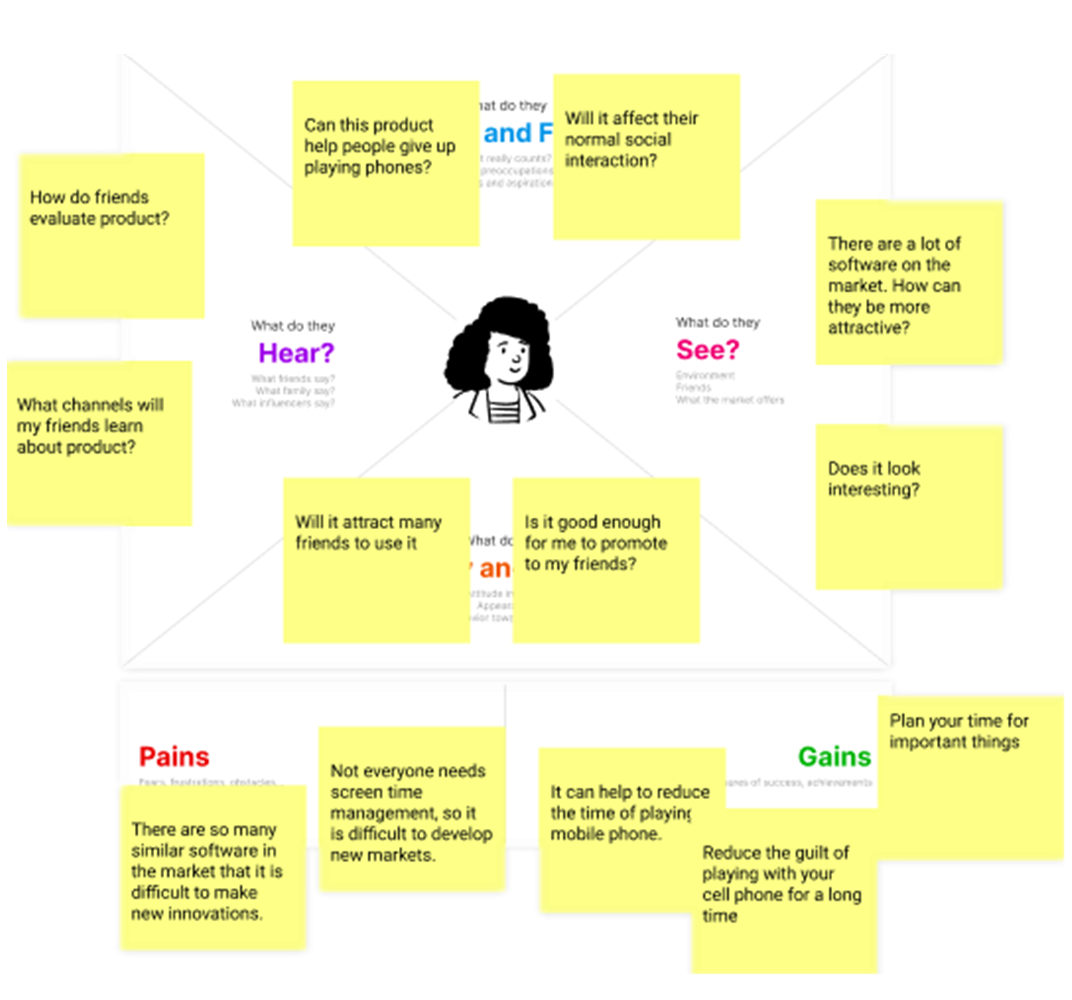 Can this product
help people give up
playing phones?
hat do they
and F
t really counts?
preoccupations
s and aspiration
Will it affect their
normal social
interaction?
How do friends
evaluate product?
There are a lot of
software on the
market. How can
they be more
attractive?
What do they
Hear?
What friends say?
What family say?
What influencers say?
What do they
See?
Environment
Friends
What the market offers
What channels will
my friends learn
about product?
Does it look
interesting?
Will it attract many
friends to use it
What do
y an
ttitude in
Appeara
vior towa
Is it good enough
for me to promote
to my friends?
Pains
Fears, frustrations, obstacles
There are so many
similar software in
the market that it is
difficult to make
new innovations.
Not everyone needs
screen time
management, so it
is difficult to develop
new markets.
Gains
ures of success, achievements
It can help to reduce
the time of playing
mobile phone.
Reduce the guilt of
playing with your
cell phone for a long
time
Plan your time for
important things